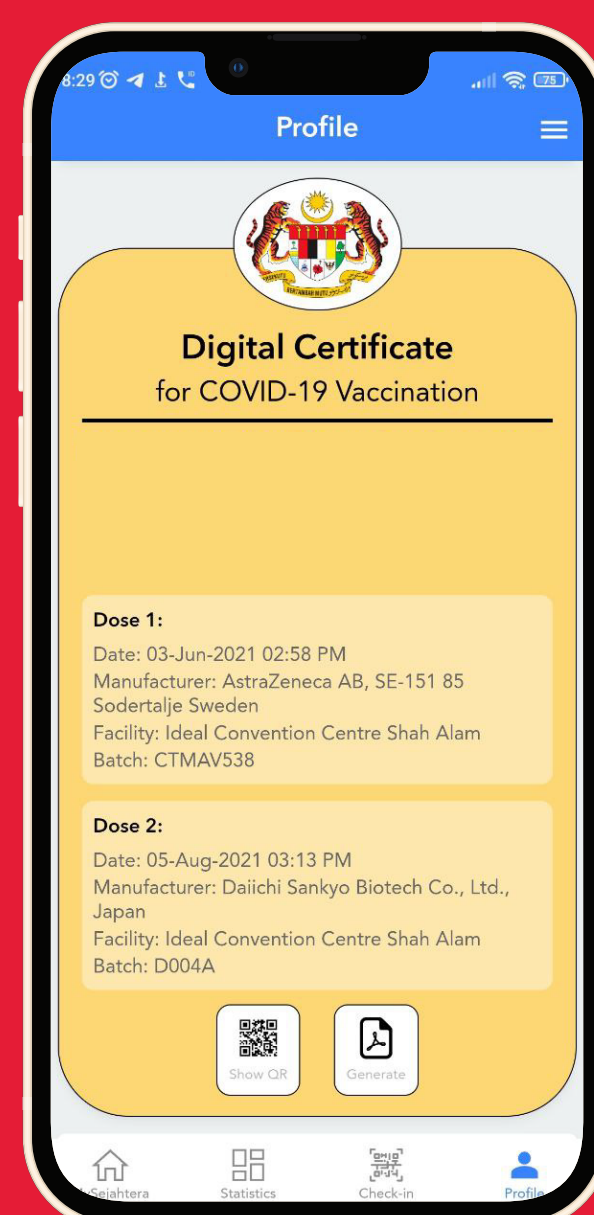 8:29
75
Profile
BERTAMBAH MUTU
Digital Certificate
for COVID-19 Vaccination
Dose 1:
Date: 03-Jun-2021 02:58 PM
Manufacturer: AstraZeneca AB, SE-151 85
Sodertalje Sweden
Facility: Ideal Convention Centre Shah Alam
Batch: CTMAV538
Dose 2:
Date: 05-Aug-2021 03:13 PM
Manufacturer: Daiichi Sankyo Biotech Co., Ltd.,
Japan
Facility: Ideal Convention Centre Shah Alam
Batch: D004A
Show QR
Generate
MySejahtera
Statistics
Check-in
Profile